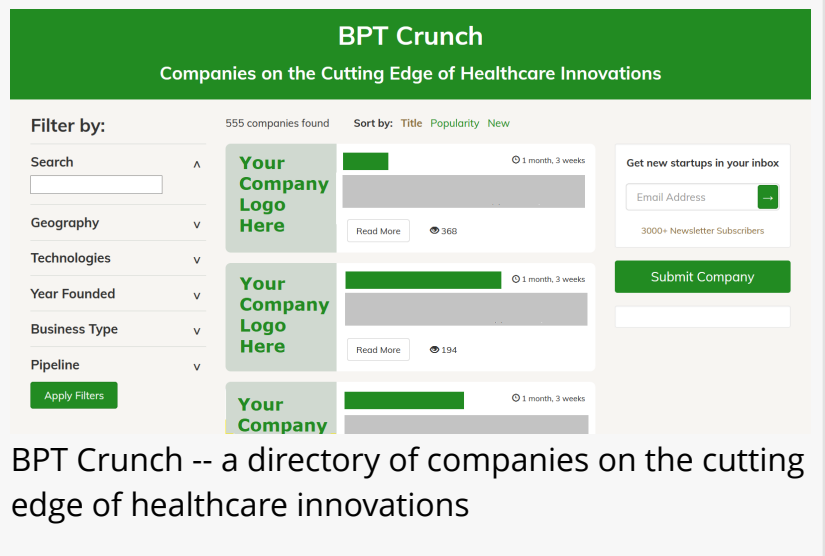 BPT Crunch
Companies on the Cutting Edge of Healthcare Innovations
Filter by:
Search
Geography
Technologies
Year Founded
Business Type
Pipeline
Apply Filters
555 companies found Sort by: Title Popularity New
Your
Company
Logo
Here
1 month, 3 weeks
Read More 368
Your
Company
Logo
Here
1 month, 3 weeks
Read More 194
Your
Company
1 month, 3 weeks
Get new startups in your inbox
Email Address →
3000+ Newsletter Subscribers
Submit Company
BPT Crunch -- a directory of companies on the cutting
edge of healthcare innovations